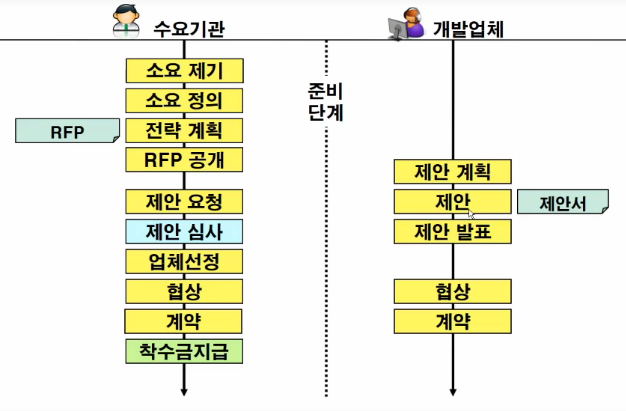 수요기관
개발업체
소요 제기
소요 정의
준비
단계
RFP
전략 계획
RFP 공개
제안 계획
제안 요청
제안
제안서
제안 심사
제안 발표
업체선정
협상
협상
계약
계약
착수금지급